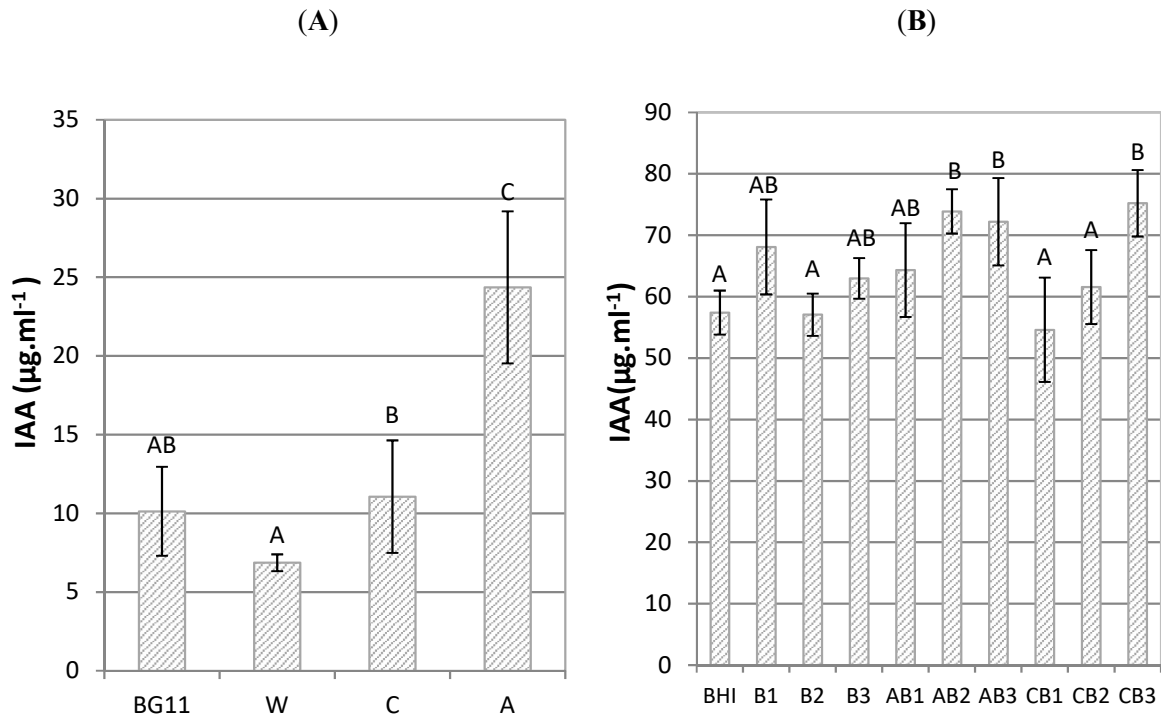 (A)
IAA (µg.ml-1 )
35
30
25
20
15
10
5
0
AB
A
B
C
BG11 W C A
(B)
IAA(µg.ml-1)
90
80
70
60
50
40
30
20
10
0
A
AB
A
AB
AB
B
B
A
A
B
BHI B1 B2 B3 AB1 AB2 AB3 CB1 CB2 CB3